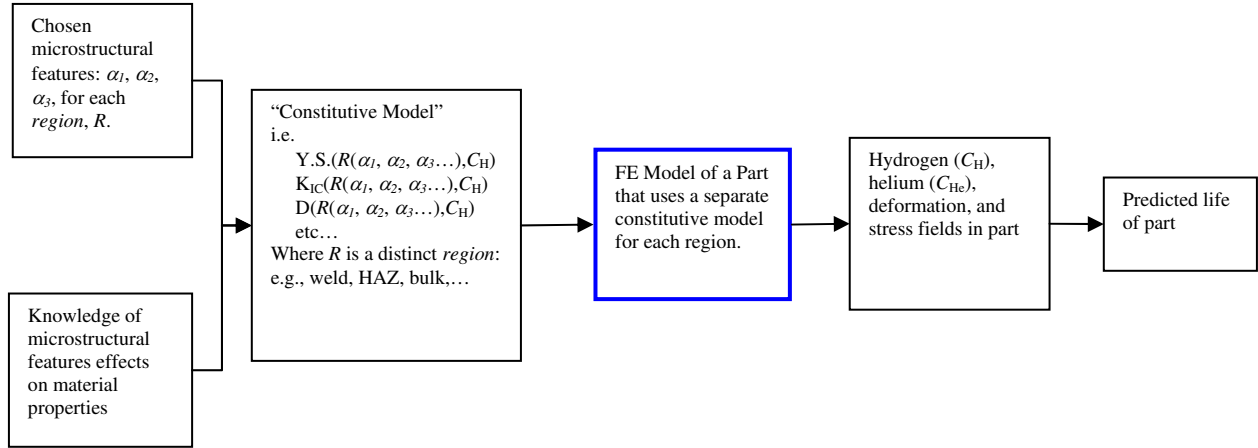 Chosen
microstructural
features: α1, α2,
α3, for each
region, R.
Knowledge of
microstructural
features effects
on material
properties
“Constitutive Model”
i.e.
Y.S.(R(α1, α2, α3…),CH)
KIC(R(α1, α2, α3…),CH)
D(R(α1, α2, α3…),CH)
etc…
Where R is a distinct region:
e.g., weld, HAZ, bulk,…
FE Model of a Part
that uses a separate
constitutive model
for each region.
Hydrogen (CH),
helium (CHe),
deformation, and
stress fields in part
Predicted life
of part